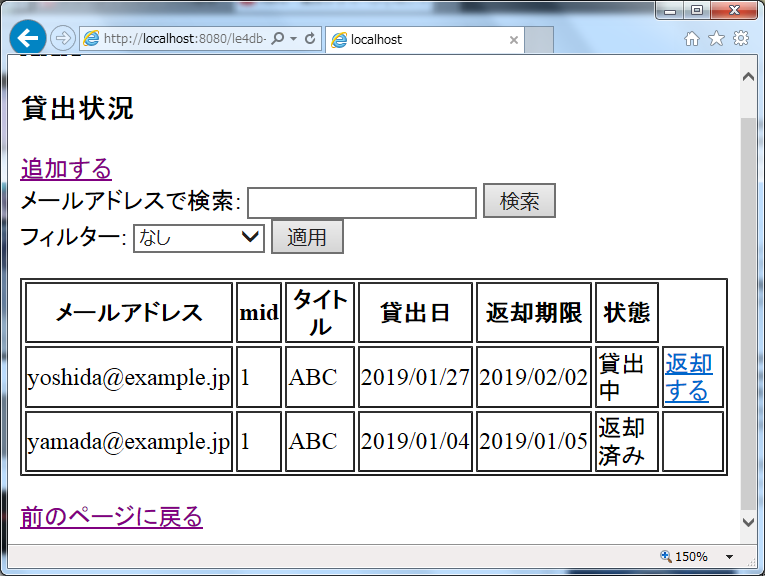 http://localhost:8080/le4db-
localhost
貸出状況
追加する
メールアドレスで検索: 検索
フィルター: なし 適用
メールアドレス mid タイトル 貸出日 返却期限 状態
yoshida@example.jp 1 ABC 2019/01/27 2019/02/02 貸出中 返却する
yamada@example.jp 1 ABC 2019/01/04 2019/01/05 返却済み
前のページに戻る
150%